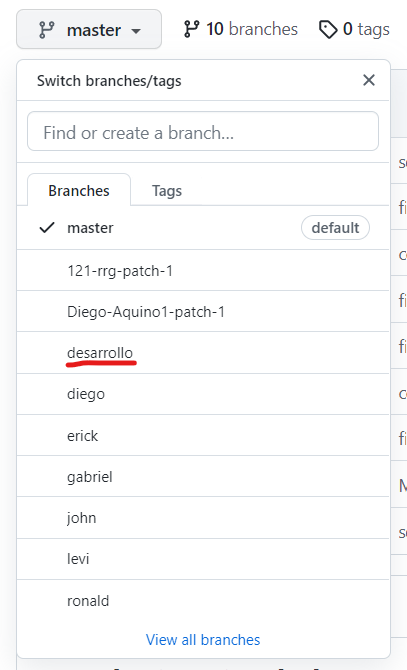 master
10 branches
0 tags
Switch branches/tags
Find or create a branch...
Branches
Tags
master
default
121-rrg-patch-1
Diego-Aquino1-patch-1
desarrollo
diego
erick
gabriel
john
levi
ronald
View all branches